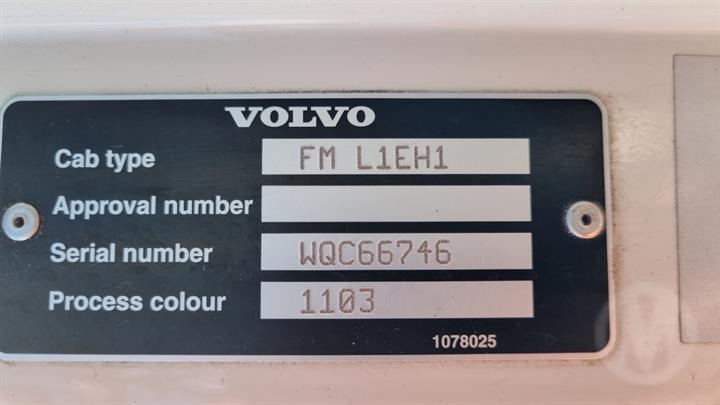 VOLVO
Cab type FM L1EH1
Approval number
Serial number WQC66746
Process colour 1103
1078025